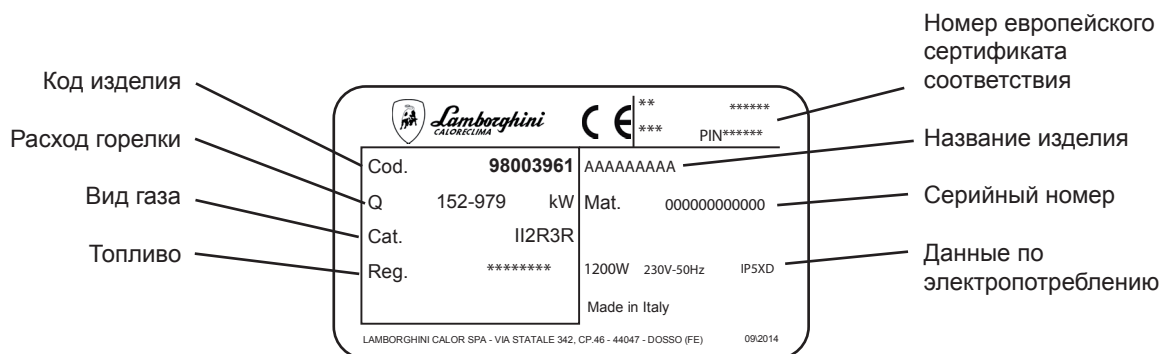 Номер европейского
сертификата
соответствия
Код изделия
Расход горелки
Вид газа
Топливо
Lamborghini
CALORECLIMA
CE
** ******
*** PIN******
Cod. 98003961
Q 152-979 kW
Cat. II2R3R
Reg. ********
AAAAAAAAA
Mat. 000000000000
1200W 230V-50Hz IP5XD
Made in Italy
LAMBORGHINI CALOR SPA - VIA STATALE 342, CP.46 - 44047 - DOSSO (FE) 09\2014
Название изделия
Серийный номер
Данные по
электропотреблению